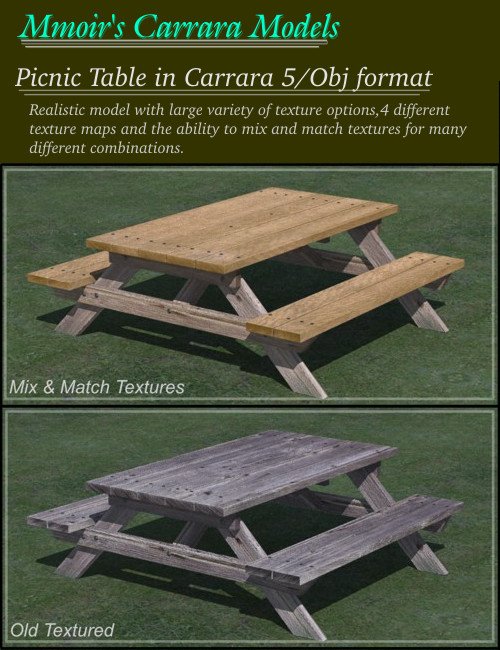 Mmoir's Carrara Models
Picnic Table in Carrara 5/Obj format
Realistic model with large variety of texture options,4 different
texture maps and the ability to mix and match textures for many
different combinations.
Mix & Match Textures
Old Textured